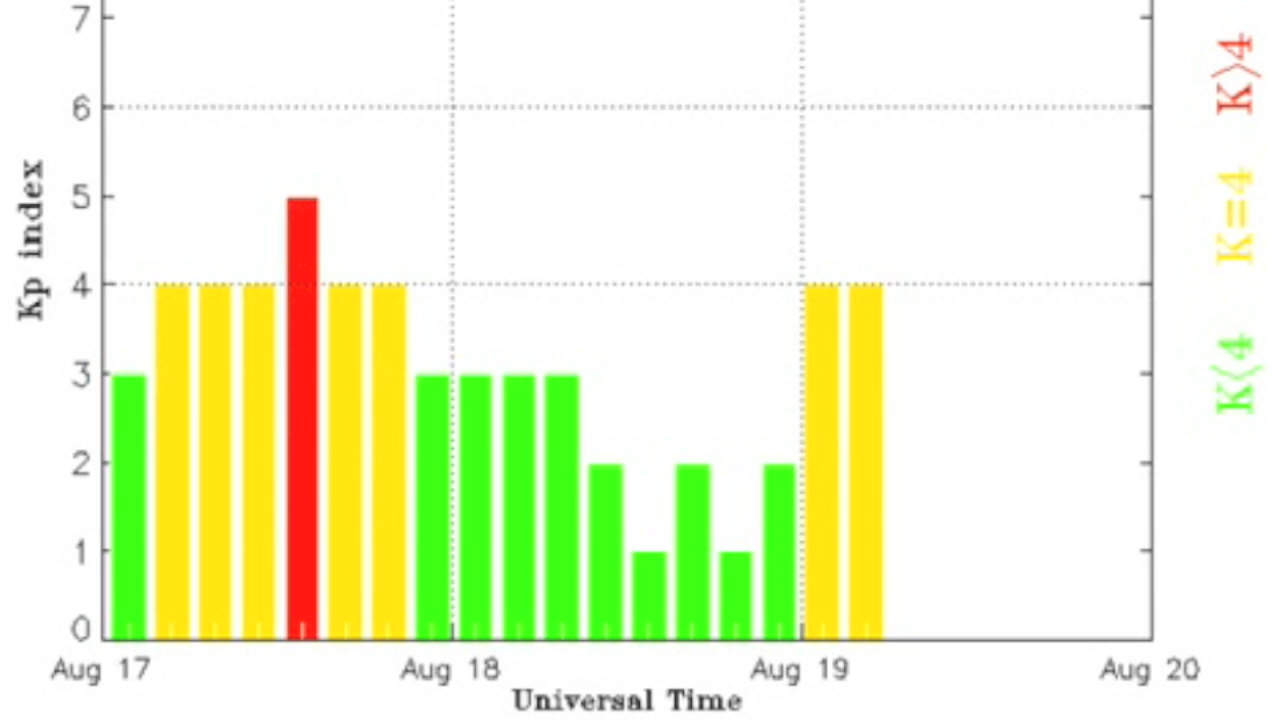 7
6
5
4
3
2
1
0
Kp index
Aug 17
Aug 18
Aug 19
Aug 20
Universal Time
K>4
K=4
K<4